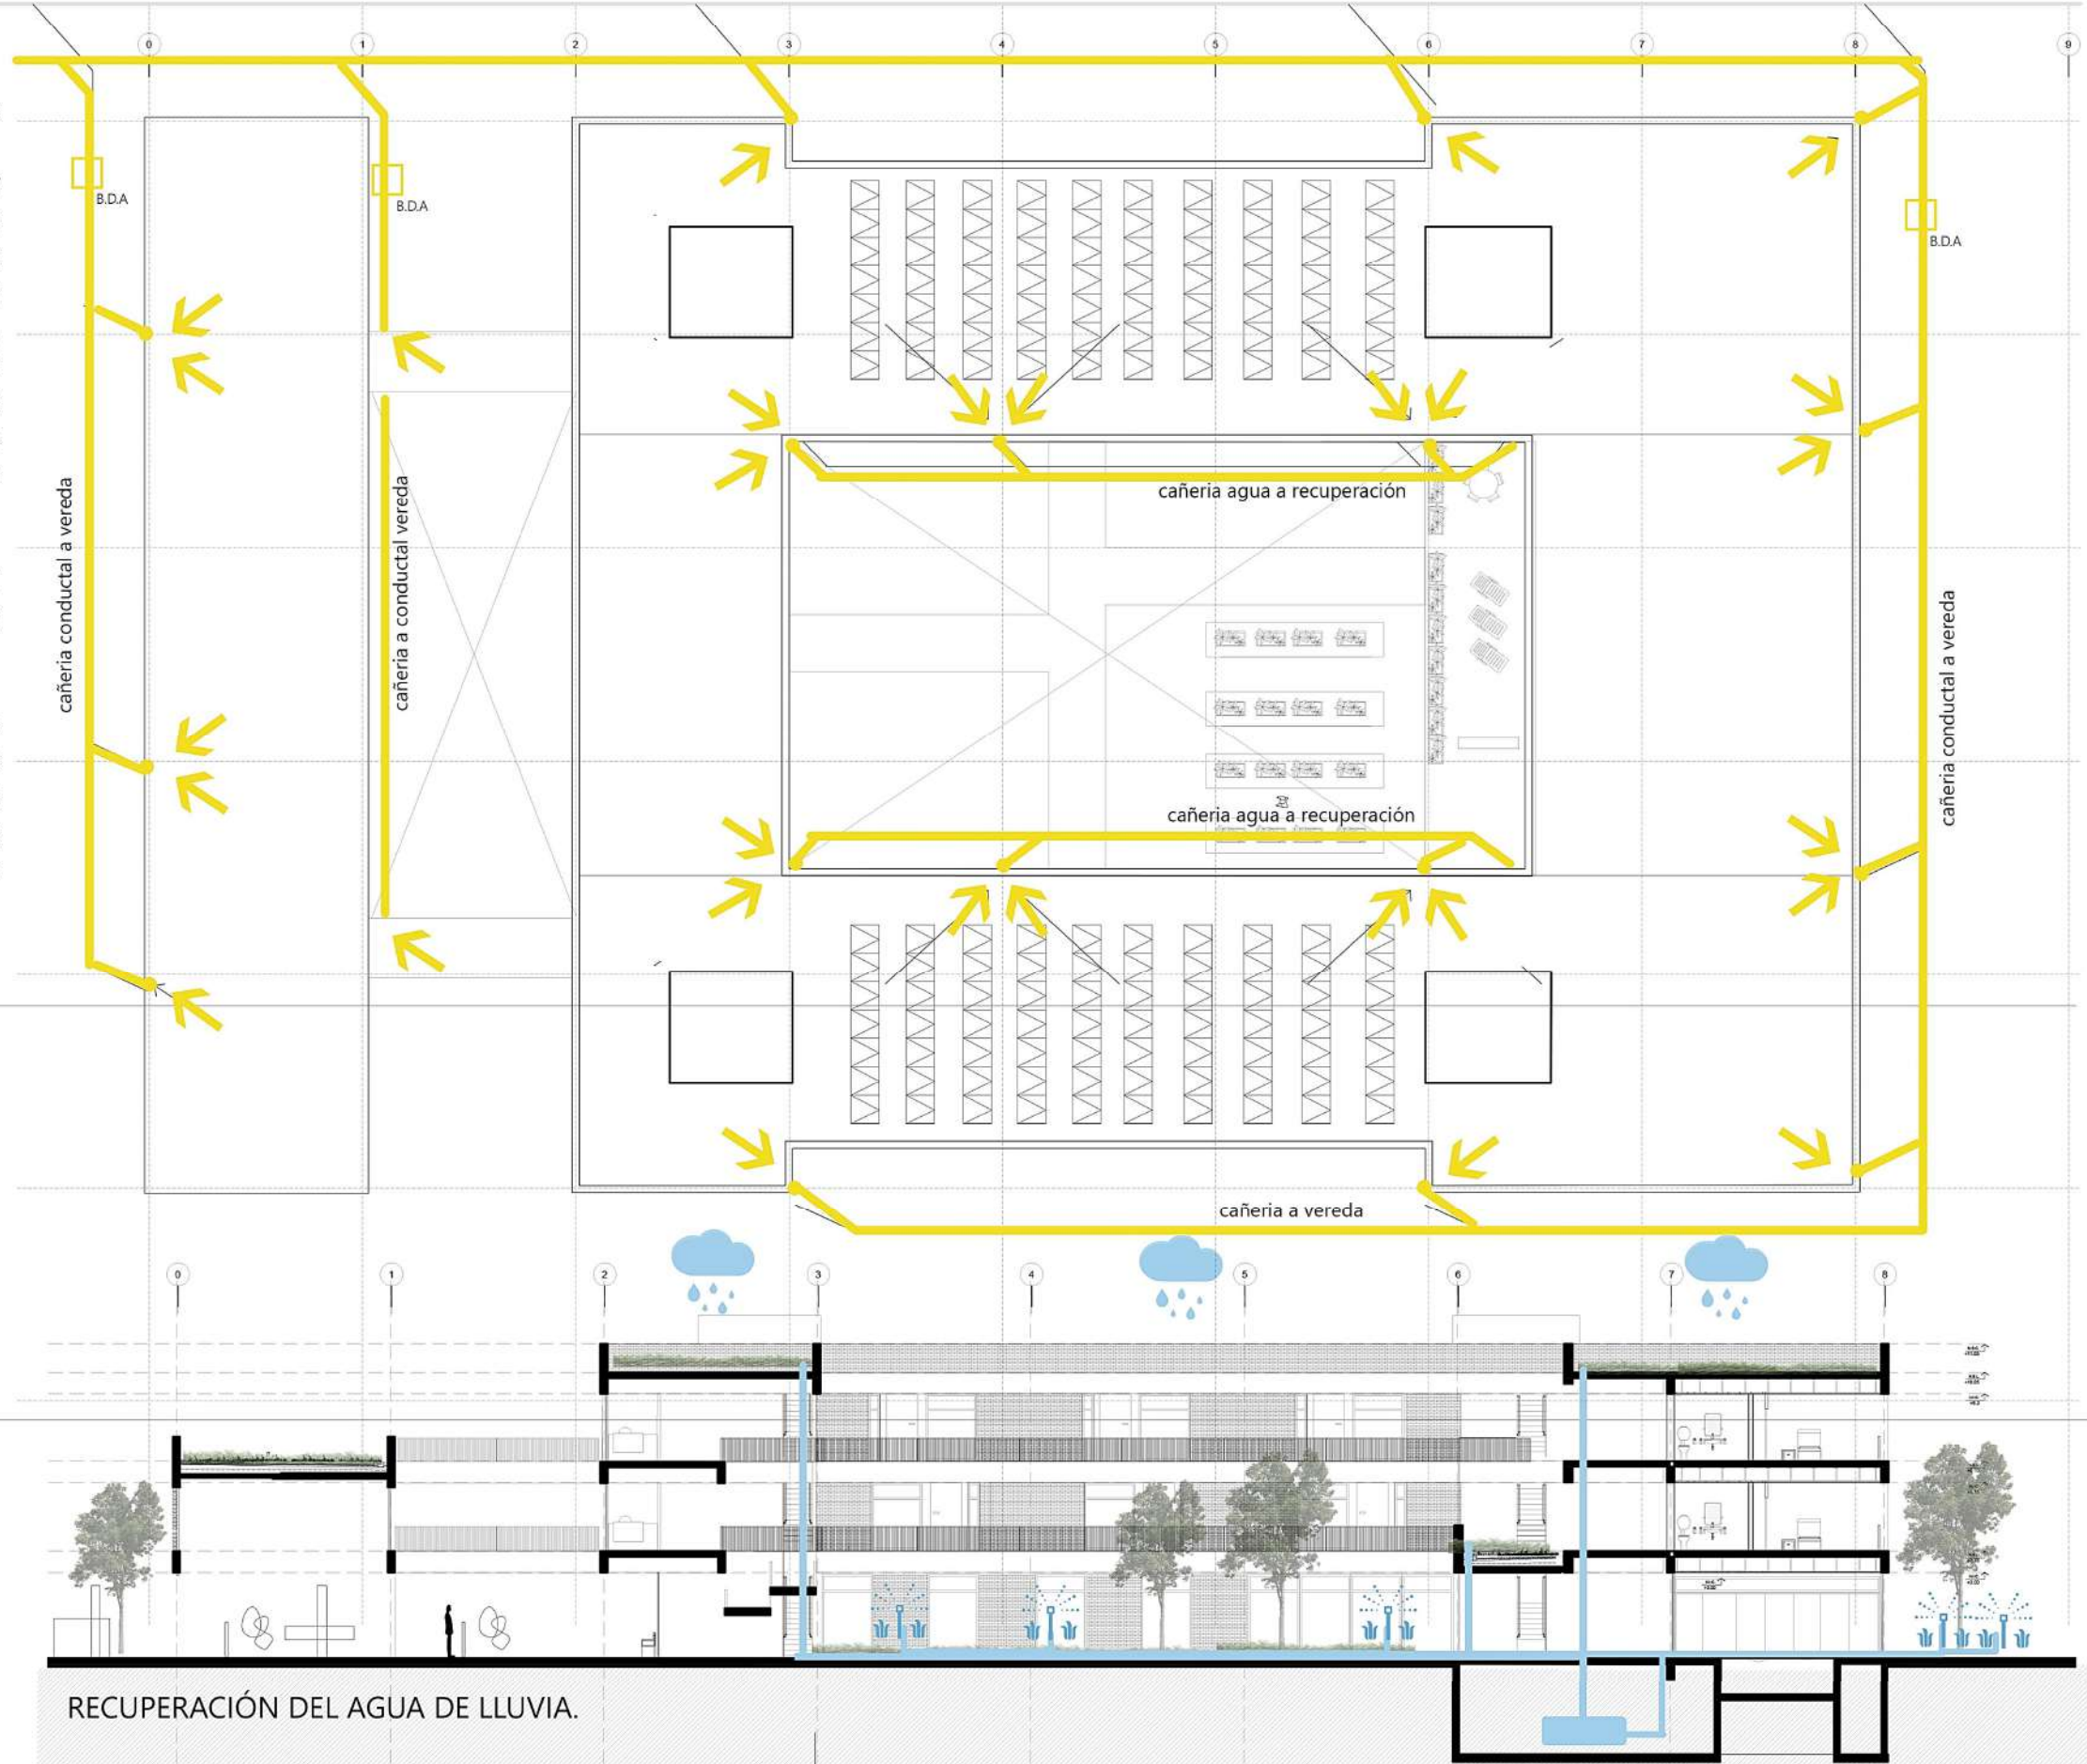 0 1 2 3 4 5 6 7 8 9
B.D.A
B.D.A
B.D.A
cañeria conductal a vereda
cañeria a conductal vereda
cañeria agua a recuperación
cañeria conductal a vereda
cañeria agua a recuperación
cañeria a vereda
0 1 2 3 4 5 6 7 8
RECUPERACIÓN DEL AGUA DE LLUVIA.